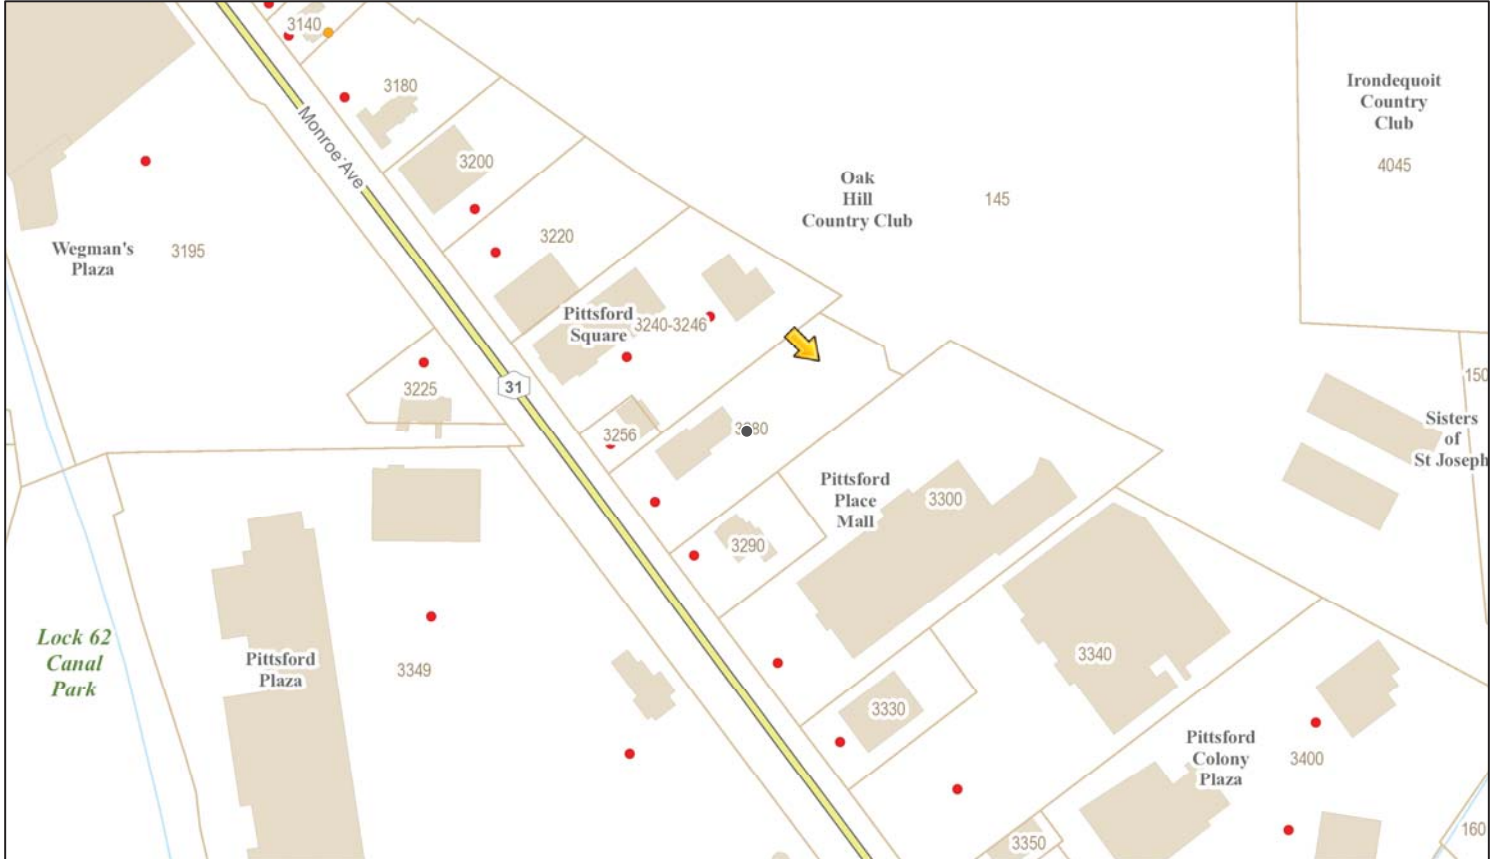 3140
3180
Irondequoit
Country
Club
4045
Monroe Ave
3200
Oak
Hill
Country Club
145
Wegman's
Plaza
3195
3220
Pittsford
Square
3240-3246
31
3225
3256
Pittsford
Place
Mall
3300
150
Sisters
of
St Joseph
3290
Lock 62
Canal
Park
Pittsford
Plaza
3349
3340
3330
Pittsford
Colony
Plaza
3400
3350
160